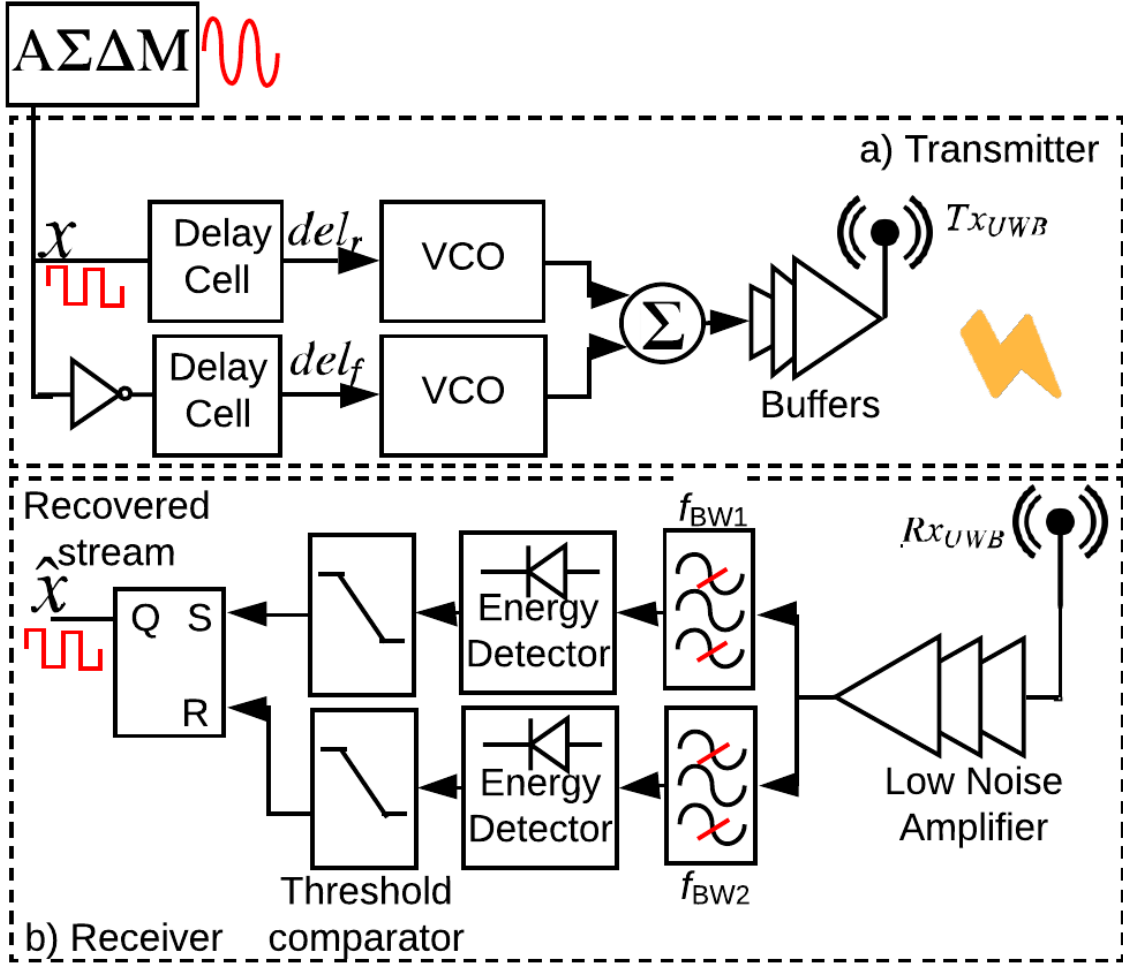 AΣΔM
a) Transmitter
x
Delay
Cell
del_r
VCO
Σ
Tx_UWB
Delay
Cell
del_f
VCO
Buffers
Recovered
stream
x̂
Q S
R
Energy
Detector
f_BW1
Rx_UWB
Energy
Detector
f_BW2
Low Noise
Amplifier
Threshold
comparator
b) Receiver